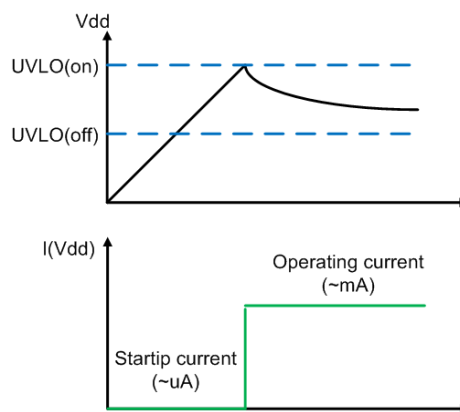 Vdd
UVLO(on)
UVLO(off)
I(Vdd)
Operating current
(~mA)
Startip current
(~uA)